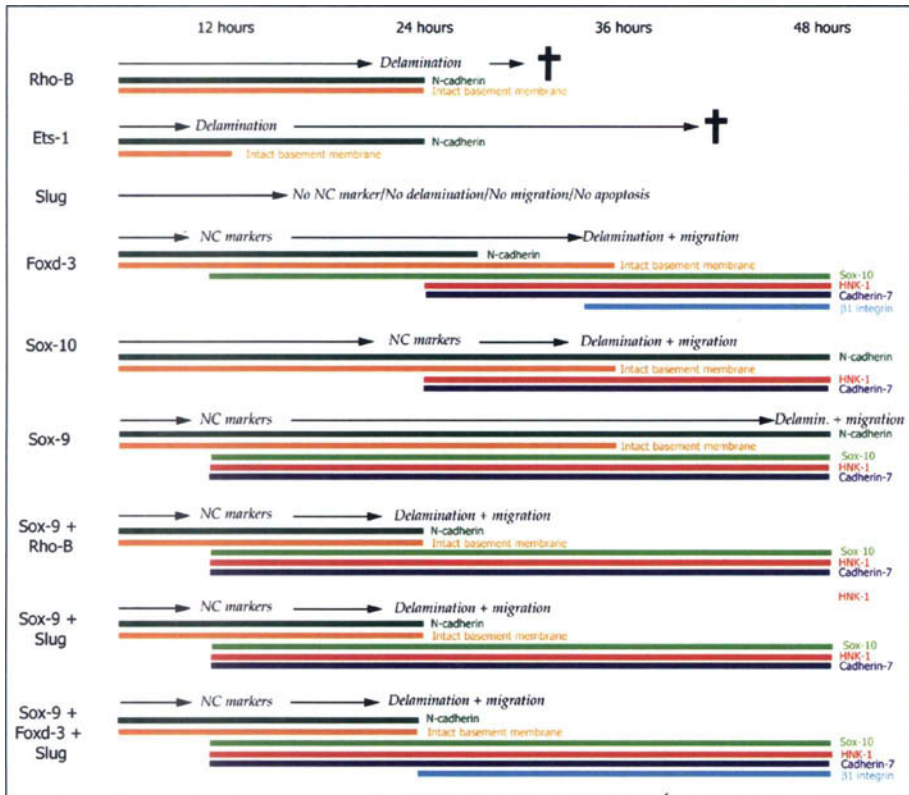 12 hours 24 hours 36 hours 48 hours
Delamination
Rho-B
N-cadherin
Intact basement membrane
Delamination
Ets-1
N-cadherin
Intact basement membrane
Slug
No NC marker/No delamination/No migration/No apoptosis
NC markers Delamination + migration
Foxd-3
N-cadherin
Intact basement membrane
Sox-10
HNK-1
Cadherin-7
β1 integrin
Sox-10
NC markers Delamination + migration
N-cadherin
Intact basement membrane
HNK-1
Cadherin-7
NC markers Delamin. + migration
Sox-9
N-cadherin
Intact basement membrane
Sox-10
HNK-1
Cadherin-7
NC markers Delamination + migration
Sox-9 +
Rho-B
N-cadherin
Intact basement membrane
Sox-10
HNK-1
Cadherin-7
HNK-1
NC markers Delamination + migration
Sox-9 +
Slug
N-cadherin
Intact basement membrane
Sox-10
HNK-1
Cadherin-7
NC markers Delamination + migration
Sox-9 +
Foxd-3 +
Slug
N-cadherin
Intact basement membrane
Sox-10
HNK-1
Cadherin-7
β1 integrin